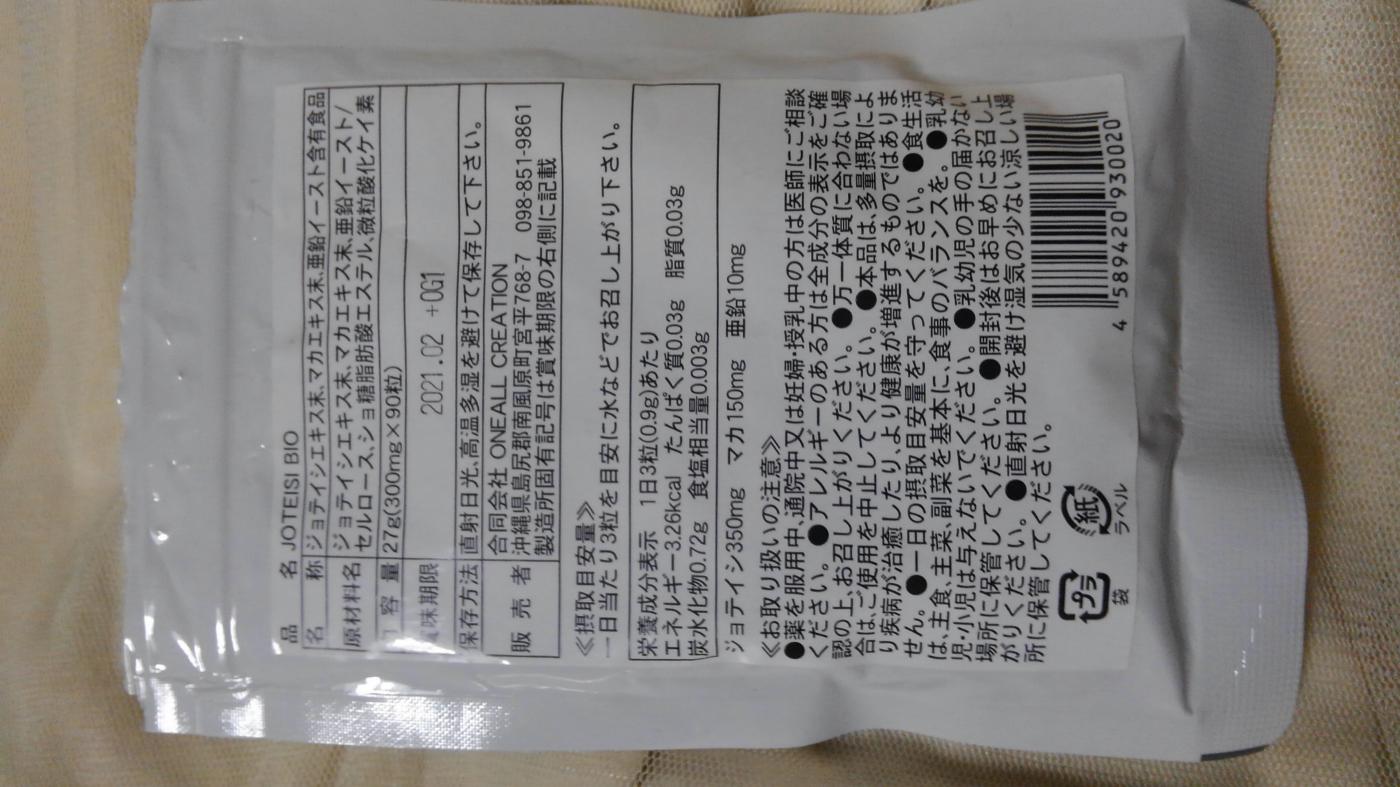 品名 JOTEISI BIO
名称 ジョテイシエキス末、マカエキス末、亜鉛イースト含有食品
原材料名 ジョテイシエキス末、マカエキス末、亜鉛イースト/
セルロース、ショ糖脂肪酸エステル、微粒酸化ケイ素
容量 27g(300mg×90粒)
賞味期限 2021.02 +OG1
保存方法 直射日光、高温多湿を避けて保存して下さい。
販売者 合同会社 ONEALL CREATION
沖縄県島尻郡南風原町宮平768-7 098-851-9861
製造所固有記号は賞味期限の右側に記載
≪摂取目安量≫
一日当たり3粒を目安に水などでお召し上がり下さい。
栄養成分表示 1日3粒(0.9g)あたり
エネルギー3.26kcal たんぱく質0.03g 脂質0.03g
炭水化物0.72g 食塩相当量0.003g
ジョテイシ350mg マカ150mg 亜鉛10mg
≪お取り扱いの注意≫
●薬を服用中、通院中又は妊婦・授乳中の方は医師にご相談
ください。●アレルギーのある方は全成分の表示をご確
認の上、お召し上がりください。●万一体質に合わない場
合は、ご使用を中止してください。●本品は、多量摂取によ
り疾病が治癒したり、より健康が増進するものではありま
せん。●一日の摂取目安量を守ってください。●食生活
は、主食、主菜、副菜を基本に、食事のバランスを。●乳幼
児・小児は与えないでください。●乳幼児の手の届かない
場所に保管してください。●開封後はお早めにお召し上
がりください。●直射日光を避け湿気の少ない涼しい場
所に保管してください。
プラ
袋
紙
ラベル
4 589420 930020